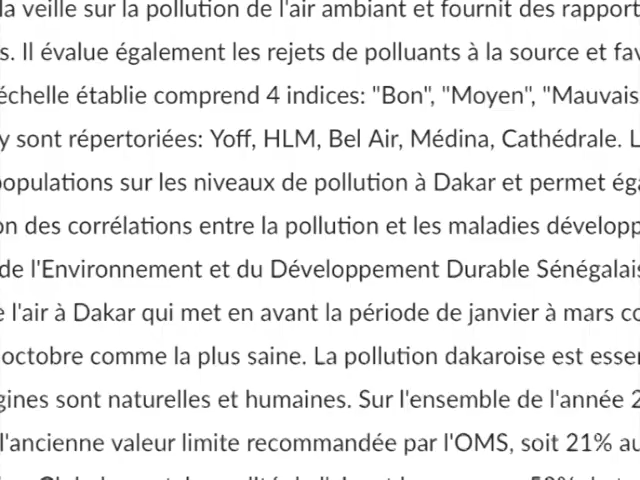 la veille sur la pollution de l'air ambiant et fournit des rapport
s. Il évalue également les rejets de polluants à la source et fav
échelle établie comprend 4 indices: "Bon", "Moyen", "Mauvais
y sont répertoriées: Yoff, HLM, Bel Air, Médina, Cathédrale. L
populations sur les niveaux de pollution à Dakar et permet éga
on des corrélations entre la pollution et les maladies développ
de l'Environnement et du Développement Durable Sénégalais
e l'air à Dakar qui met en avant la période de janvier à mars co
octobre comme la plus saine. La pollution dakaroise est essen
gines sont naturelles et humaines. Sur l'ensemble de l'année 2
l'ancienne valeur limite recommandée par l'OMS, soit 21% au